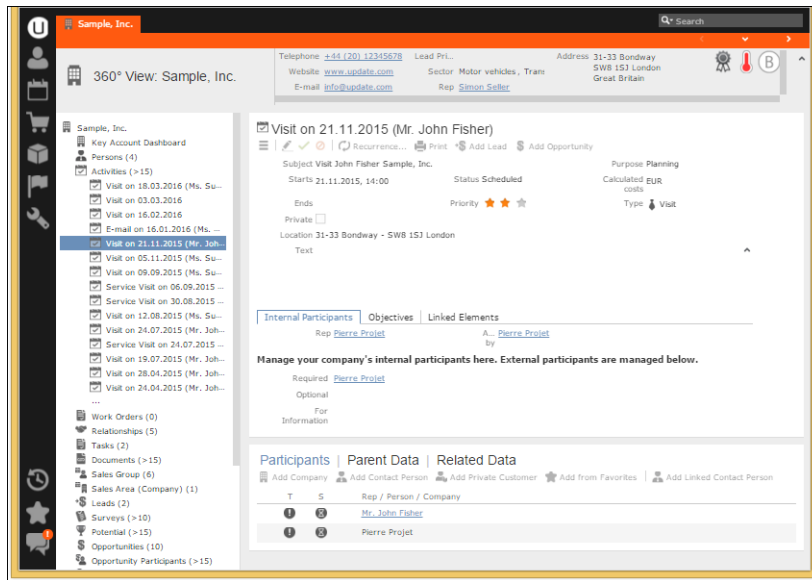 Sample, Inc.
Search
360° View: Sample, Inc.
Telephone +44 (20) 12345678 Lead Pri... Address 31-33 Bondway
Website www.update.com Sector Motor vehicles, Trans SW8 1SJ London
E-mail info@update.com Rep Simon Seller Great Britain
B
Sample, Inc.
Key Account Dashboard
Persons (4)
Activities (>15)
Visit on 18.03.2016 (Ms. Su...
Visit on 03.03.2016
Visit on 16.02.2016
E-mail on 16.01.2016 (Ms. ...
Visit on 21.11.2015 (Mr. Joh...
Visit on 05.11.2015 (Ms. Su...
Visit on 09.09.2015 (Ms. Su...
Service Visit on 06.09.2015 ...
Service Visit on 30.08.2015 ...
Visit on 12.08.2015 (Ms. Su...
Visit on 24.07.2015 (Mr. Joh...
Service Visit on 24.07.2015 ...
Visit on 19.07.2015 (Mr. Joh...
Visit on 28.04.2015 (Mr. Joh...
Visit on 24.04.2015 (Mr. Joh...
...
Work Orders (0)
Relationships (5)
Tasks (2)
Documents (>15)
Sales Group (6)
Sales Area (Company) (1)
Leads (2)
Surveys (>10)
Potential (>15)
Opportunities (10)
Opportunity Participants (>15)
Visit on 21.11.2015 (Mr. John Fisher)
Recurrence... Print Add Lead Add Opportunity
Subject Visit John Fisher Sample, Inc. Purpose Planning
Starts 21.11.2015, 14:00 Status Scheduled Calculated costs EUR
Ends Priority Type Visit
Private
Location 31-33 Bondway - SW8 1SJ London
Text
Internal Participants Objectives Linked Elements
Rep Pierre Projet A... by Pierre Projet
Manage your company's internal participants here. External participants are managed below.
Required Pierre Projet
Optional
For
Information
Participants | Parent Data | Related Data
Add Company Add Contact Person Add Private Customer Add from Favorites Add Linked Contact Person
T S Rep / Person / Company
Mr. John Fisher
Pierre Projet